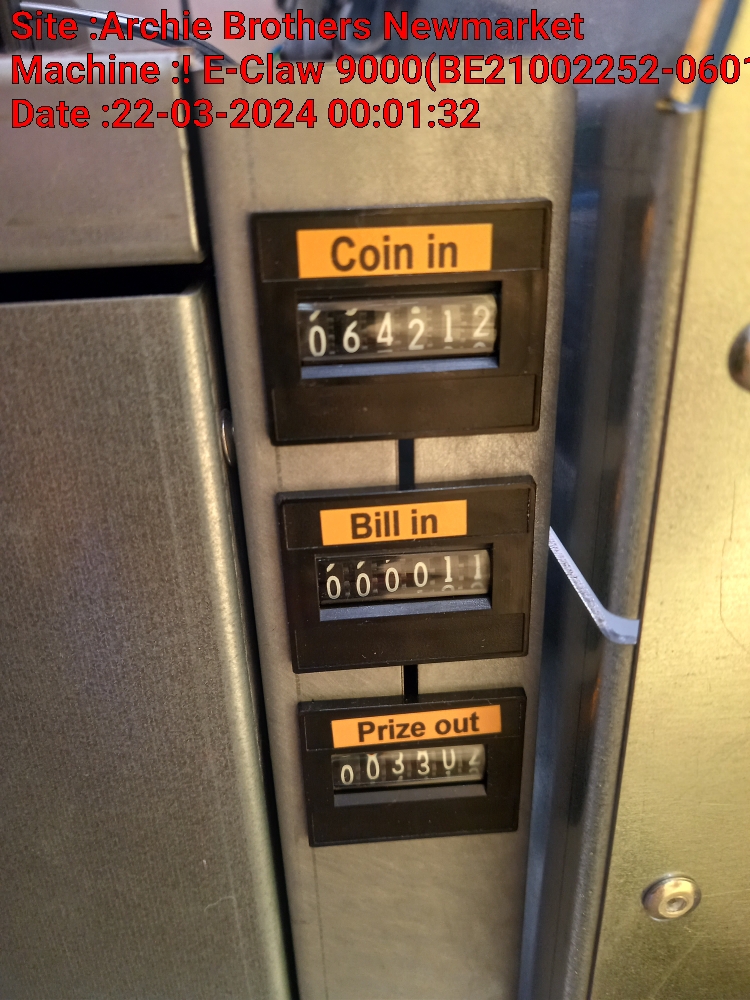 Site :Archie Brothers Newmarket
Machine :! E-Claw 9000(BE21002252-0601
Date :22-03-2024 00:01:32
Coin in
064212
Bill in
000011
Prize out
003302